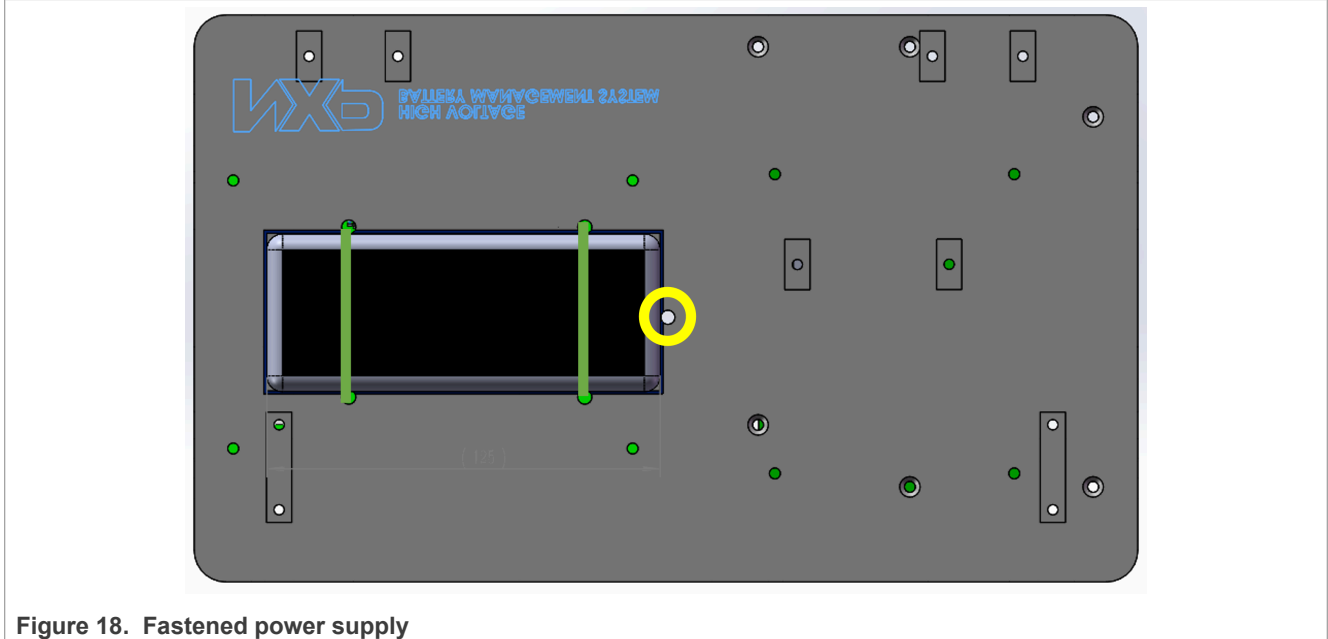 NXP
BATTERY MANAGEMENT SYSTEM
HIGH VOLTAGE
( 125 )
Figure 18. Fastened power supply